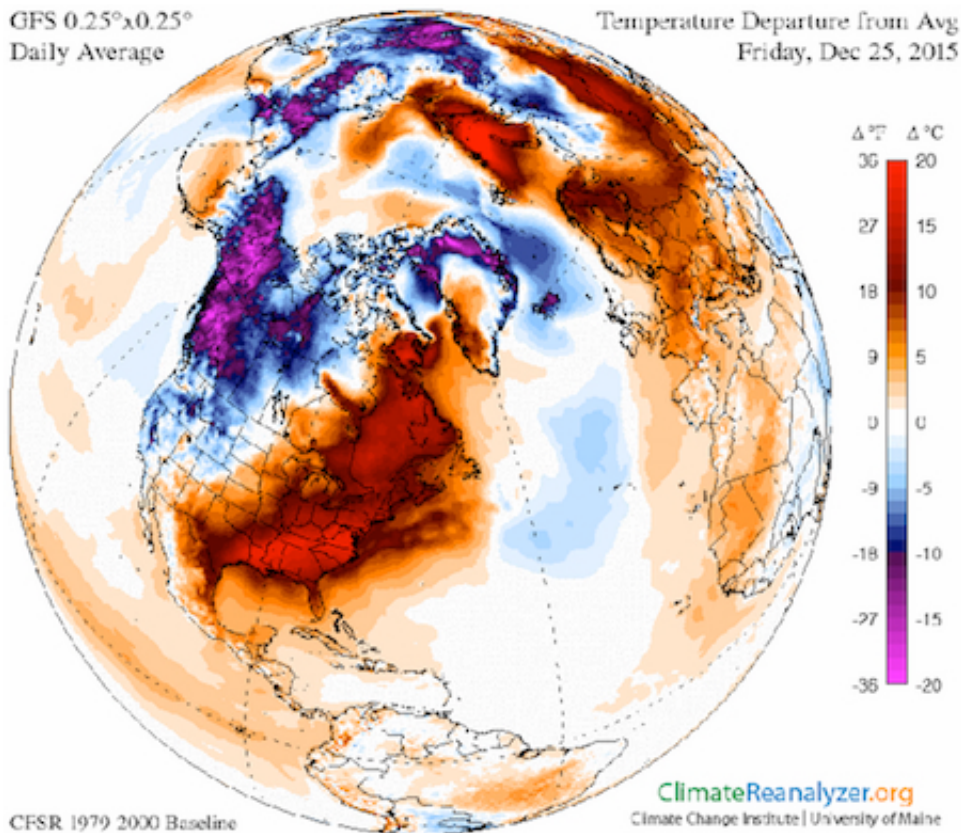 GFS 0.25°x0.25°
Daily Average
Temperature Departure from Avg
Friday, Dec 25, 2015
Δ °F Δ °C
36 20
27 15
18 10
9 5
0 0
-9 -5
-18 -10
-27 -15
-36 -20
ClimateReanalyzer.org
Climate Change Institute | University of Maine
CFSR 1979 2000 Baseline